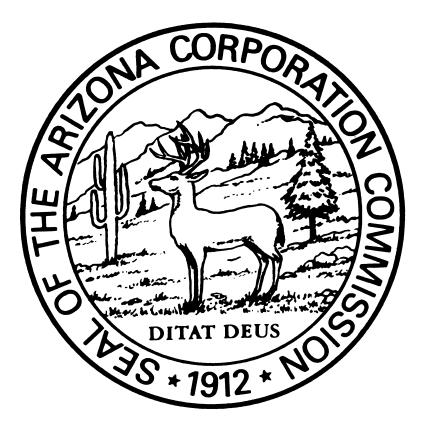 SEAL OF THE ARIZONA CORPORATION COMMISSION
DITAT DEUS
★ 1912 ★